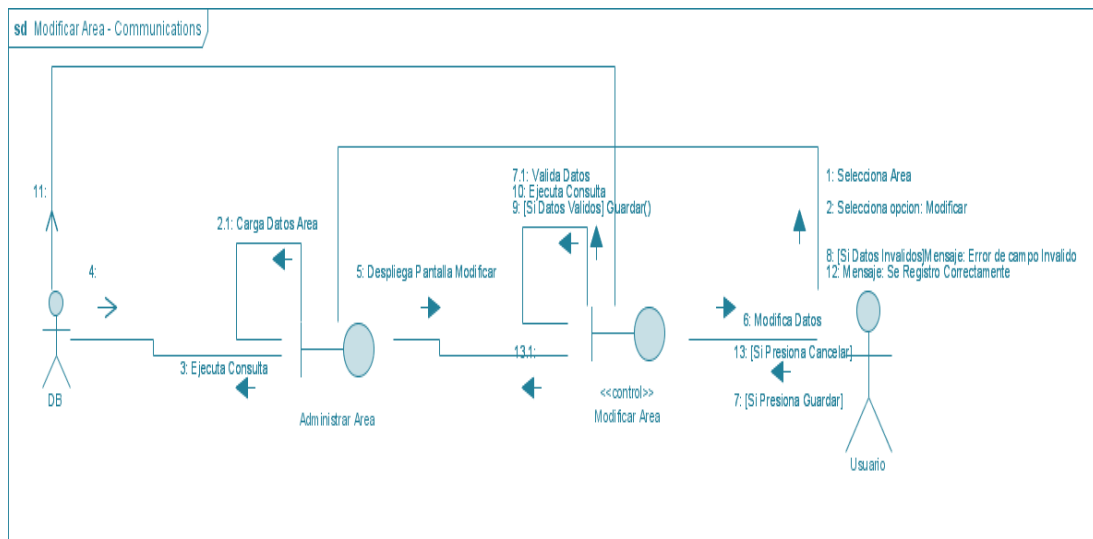 sd Modificar Area - Communications
11:
4:
2.1: Carga Datos Area
3: Ejecuta Consulta
DB
Administrar Area
5: Despliega Pantalla Modificar
13.1:
7.1: Valida Datos
10: Ejecuta Consulta
9: [Si Datos Validos] Guardar()
<<control>>
Modificar Area
1: Selecciona Area
2: Selecciona opcion: Modificar
8: [Si Datos Invalidos]Mensaje: Error de campo Invalido
12: Mensaje: Se Registro Correctamente
6: Modifica Datos
13: [Si Presiona Cancelar]
7: [Si Presiona Guardar]
Usuario